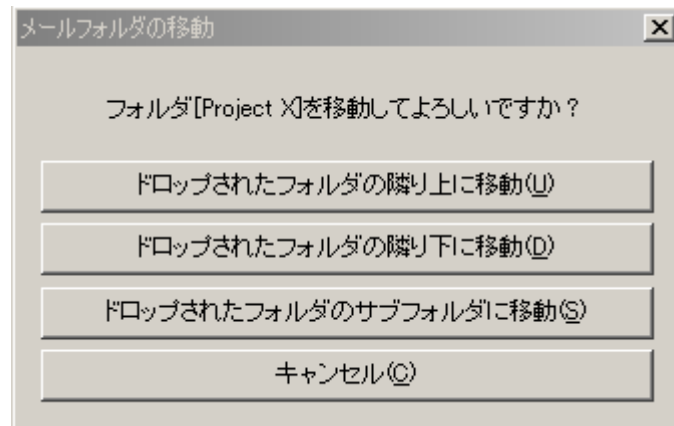 メールフォルダの移動
フォルダ[Project X]を移動してよろしいですか？
ドロップされたフォルダの隣り上に移動(U)
ドロップされたフォルダの隣り下に移動(D)
ドロップされたフォルダのサブフォルダに移動(S)
キャンセル(C)